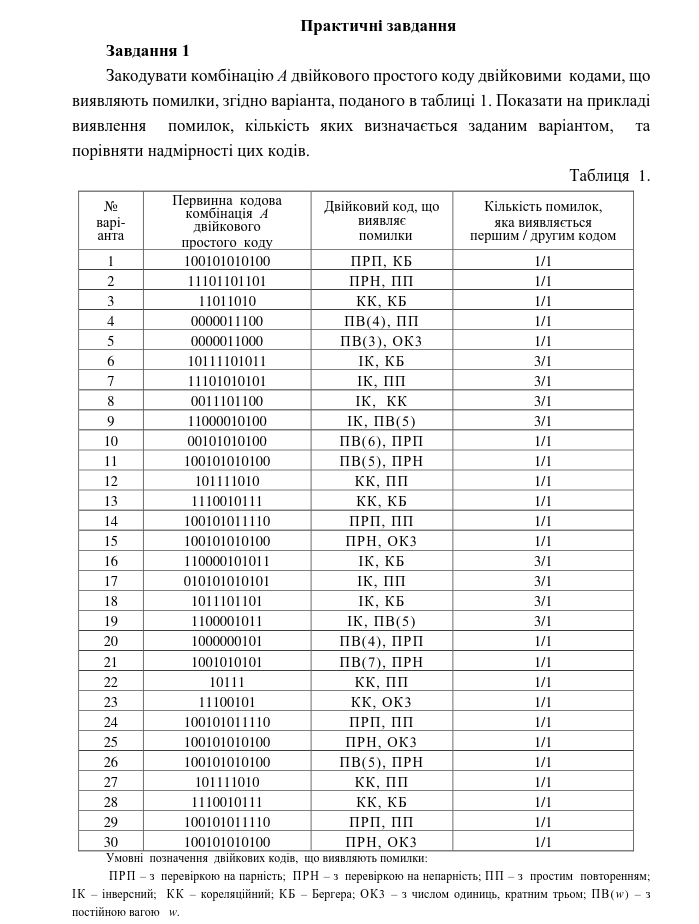 Практичні завдання
Завдання 1
Закодувати комбінацію A двійкового простого коду двійковими кодами, що
виявляють помилки, згідно варіанта, поданого в таблиці 1. Показати на прикладі
виявлення помилок, кількість яких визначається заданим варіантом, та
порівняти надмірності цих кодів.
Таблиця 1.
№
варі-
анта
Первинна кодова
комбінація A
двійкового
простого коду
Двійковий код, що
виявляє
помилки
Кількість помилок,
яка виявляється
першим / другим кодом
1 100101010100 ПРП, КБ 1/1
2 11101101101 ПРН, ПП 1/1
3 11011010 КК, КБ 1/1
4 0000011100 ПВ(4), ПП 1/1
5 0000011000 ПВ(3), ОК3 1/1
6 10111101011 ІК, КБ 3/1
7 11101010101 ІК, ПП 3/1
8 0011101100 ІК, КК 3/1
9 11000010100 ІК, ПВ(5) 3/1
10 00101010100 ПВ(6), ПРП 1/1
11 100101010100 ПВ(5), ПРН 1/1
12 101111010 КК, ПП 1/1
13 1110010111 КК, КБ 1/1
14 100101011110 ПРП, ПП 1/1
15 100101010100 ПРН, ОК3 1/1
16 110000101011 ІК, КБ 3/1
17 010101010101 ІК, ПП 3/1
18 1011101101 ІК, КБ 3/1
19 1100001011 ІК, ПВ(5) 3/1
20 1000000101 ПВ(4), ПРП 1/1
21 1001010101 ПВ(7), ПРН 1/1
22 10111 КК, ПП 1/1
23 11100101 КК, ОК3 1/1
24 100101011110 ПРП, ПП 1/1
25 100101010100 ПРН, ОК3 1/1
26 100101010100 ПВ(5), ПРН 1/1
27 101111010 КК, ПП 1/1
28 1110010111 КК, КБ 1/1
29 100101011110 ПРП, ПП 1/1
30 100101010100 ПРН, ОК3 1/1
Умовні позначення двійкових кодів, що виявляють помилки:
ПРП – з перевіркою на парність; ПРН – з перевіркою на непарність; ПП – з простим повторенням;
ІК – інверсний; КК – кореляційний; КБ – Бергера; ОК3 – з числом одиниць, кратним трьом; ПВ(w) – з
постійною вагою w.